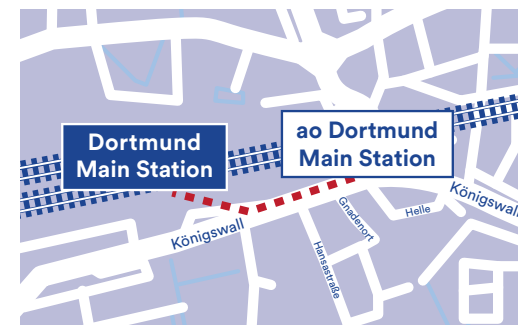 ao Dortmund
Main Station
Dortmund
Main Station
Königswall
Gnadenort
Helle
Königswall
Hansastraße